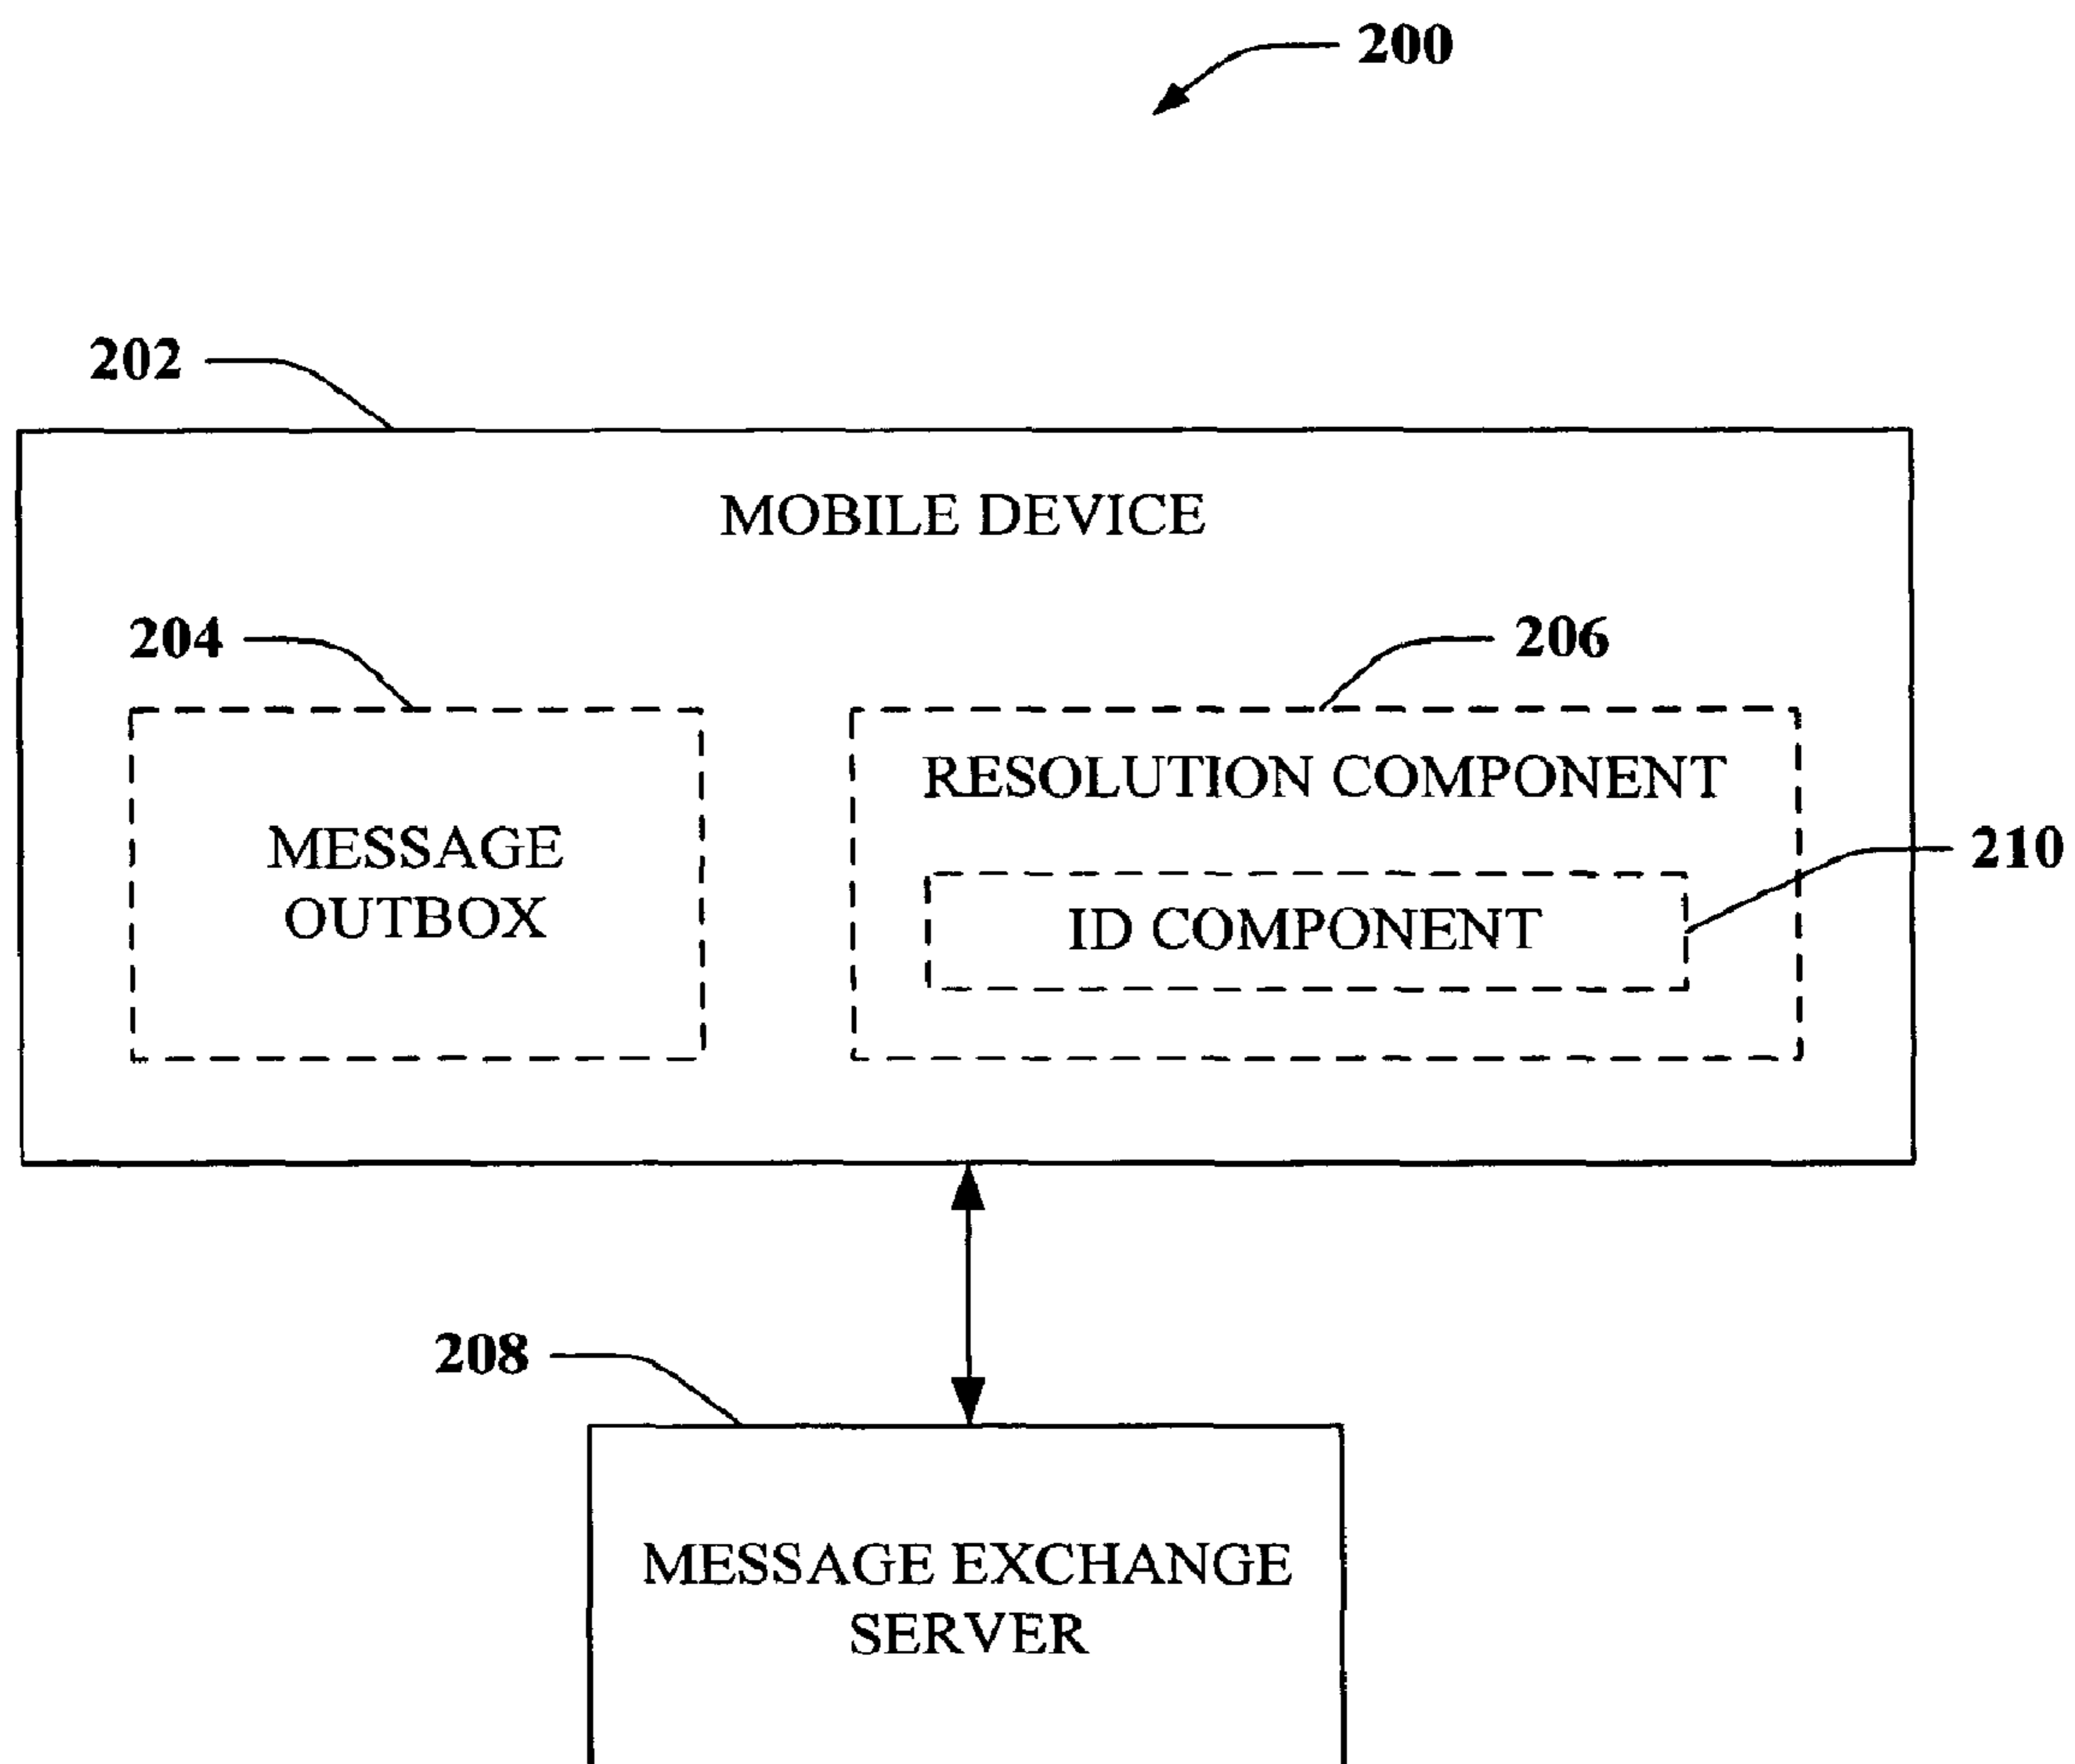 200
202
MOBILE DEVICE
204
206
MESSAGE
OUTBOX
RESOLUTION COMPONENT
210
ID COMPONENT
208
MESSAGE EXCHANGE
SERVER